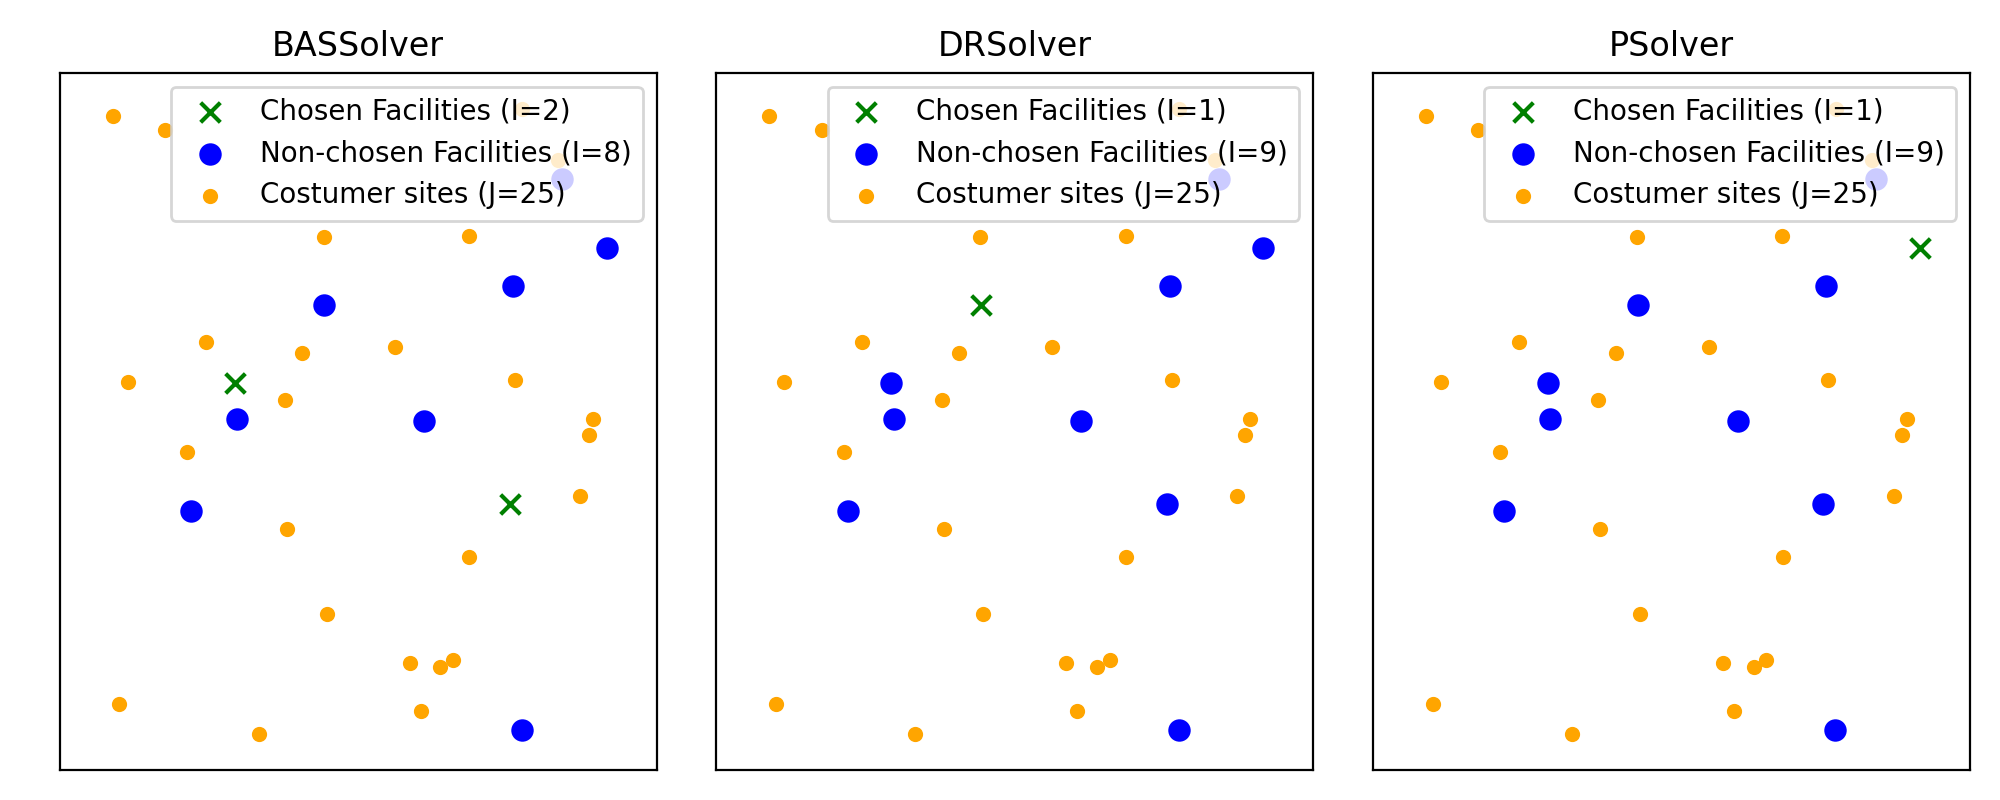 BASSolver
Chosen Facilities (I=2)
Non-chosen Facilities (I=8)
Costumer sites (J=25)
DRSolver
Chosen Facilities (I=1)
Non-chosen Facilities (I=9)
Costumer sites (J=25)
PSolver
Chosen Facilities (I=1)
Non-chosen Facilities (I=9)
Costumer sites (J=25)